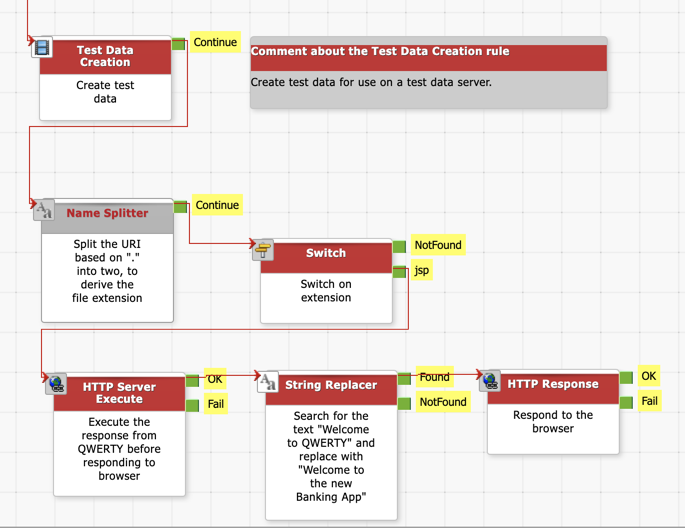 Test Data
Creation
Continue
Create test
data
Comment about the Test Data Creation rule
Create test data for use on a test data server.
Name Splitter
Continue
Split the URI
based on "."
into two, to
derive the
file extension
Switch
NotFound
jsp
Switch on
extension
HTTP Server
Execute
OK
Fail
Execute the
response from
QWERTY before
responding to
browser
String Replacer
Found
NotFound
Search for the
text "Welcome
to QWERTY" and
replace with
"Welcome to
the new
Banking App"
HTTP Response
OK
Fail
Respond to the
browser